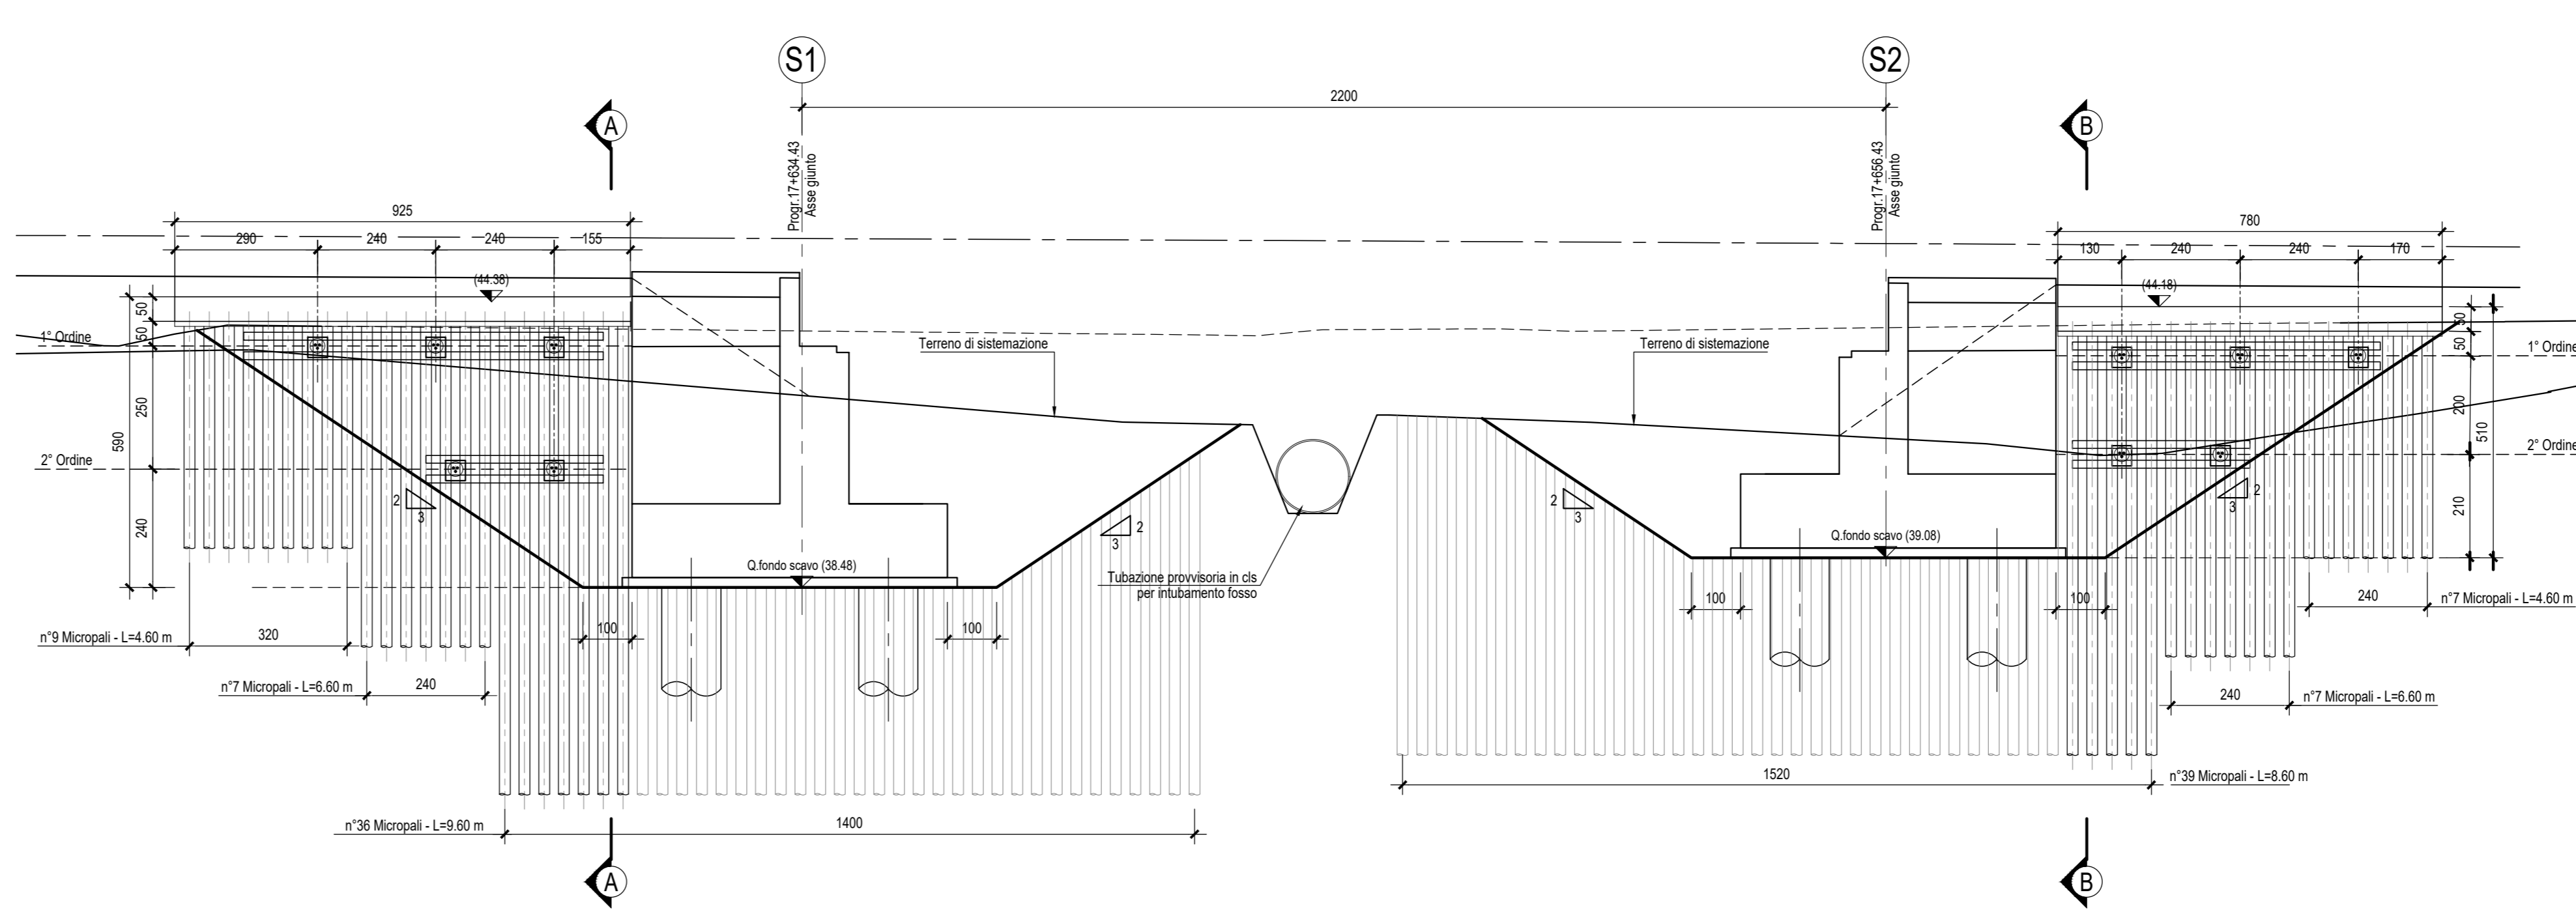 S1
S2
2200
A
B
Progr.17+634.43
Asse giunto
Progr.17+656.43
Asse giunto
925
290
240
240
155
780
130
240
240
170
(44.38)
(44.18)
50
50
250
240
590
1° Ordine
2° Ordine
Terreno di sistemazione
Terreno di sistemazione
50
50
200
210
510
1° Ordine
2° Ordine
2
3
2
3
2
3
2
3
Q.fondo scavo (38.48)
Q.fondo scavo (39.08)
Tubazione provvisoria in cls
per intubamento fosso
100
100
100
100
n°9 Micropali - L=4.60 m
320
n°7 Micropali - L=6.60 m
240
n°36 Micropali - L=9.60 m
1400
240
n°7 Micropali - L=4.60 m
240
n°7 Micropali - L=6.60 m
1520
n°39 Micropali - L=8.60 m
A
B